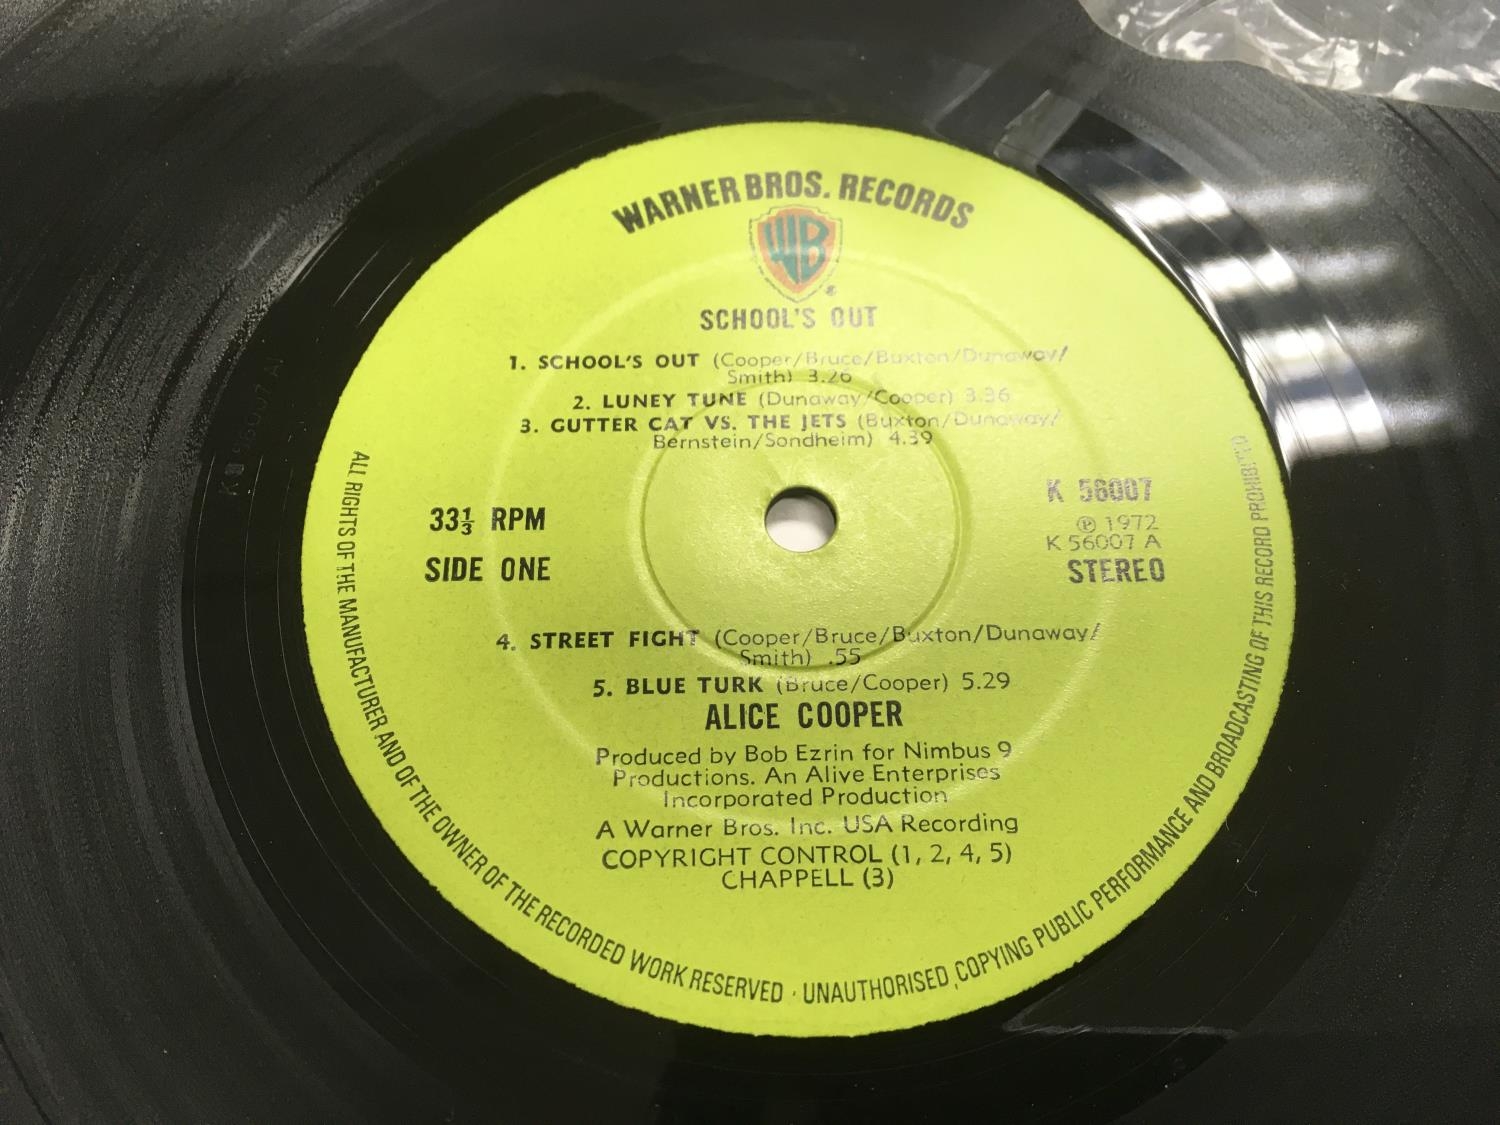 WARNER BROS. RECORDS
WB
®
SCHOOL'S OUT
1. SCHOOL'S OUT (Cooper/Bruce/Buxton/Dunaway/
Smith) 3.26
2. LUNEY TUNE (Dunaway/Cooper) 3.36
3. GUTTER CAT VS. THE JETS (Buxton/Dunaway/
Bernstein/Sondheim) 4.39
33⅓ RPM
SIDE ONE
K 56007
℗ 1972
K 56007 A
STEREO
4. STREET FIGHT (Cooper/Bruce/Buxton/Dunaway/
Smith) .55
5. BLUE TURK (Bruce/Cooper) 5.29
ALICE COOPER
Produced by Bob Ezrin for Nimbus 9
Productions. An Alive Enterprises
Incorporated Production
A Warner Bros. Inc. USA Recording
COPYRIGHT CONTROL (1, 2, 4, 5)
CHAPPELL (3)
ALL RIGHTS OF THE MANUFACTURER AND OF THE OWNER OF THE RECORDED WORK RESERVED · UNAUTHORISED COPYING PUBLIC PERFORMANCE AND BROADCASTING OF THIS RECORD PROHIBITED